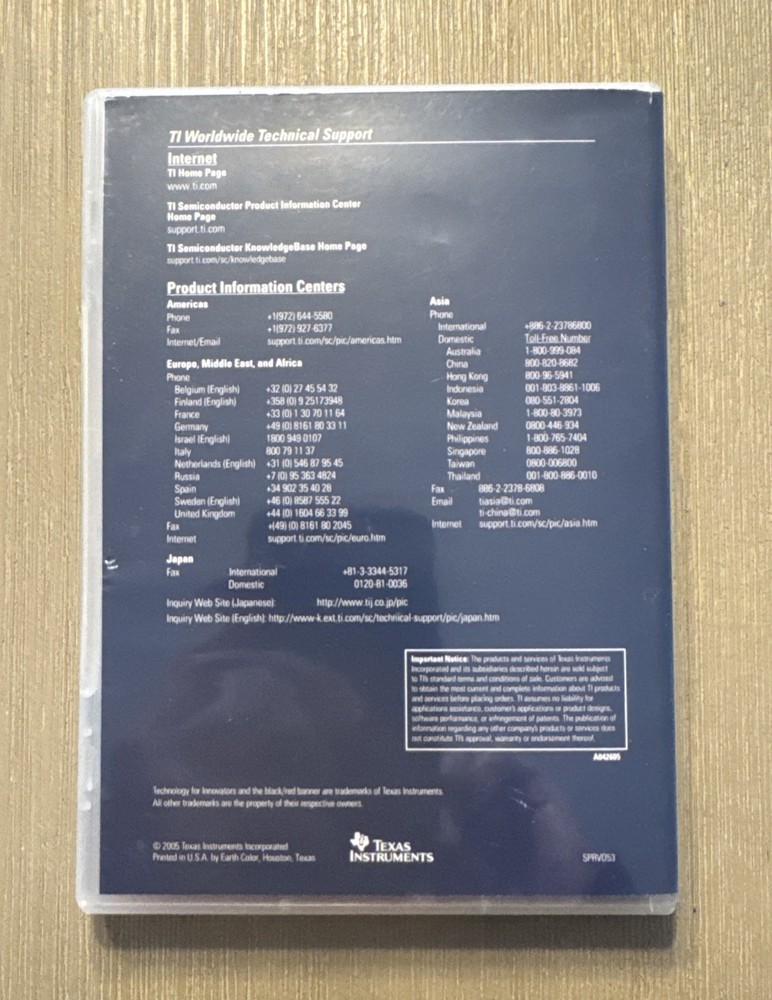 TI Worldwide Technical Support
Internet
TI Home Page
www.ti.com
TI Semiconductor Product Information Center
Home Page
support.ti.com
TI Semiconductor KnowledgeBase Home Page
support.ti.com/sc/knowledgebase
Product Information Centers
Americas
Phone +1(972) 644-5580
Fax +1(972) 927-6377
Internet/Email support.ti.com/sc/pic/americas.htm
Europe, Middle East, and Africa
Phone
Belgium (English) +32 (0) 27 45 54 32
Finland (English) +358 (0) 9 25173948
France +33 (0) 1 30 70 11 64
Germany +49 (0) 8161 80 33 11
Israel (English) 1800 949 0107
Italy 800 79 11 37
Netherlands (English) +31 (0) 546 87 95 45
Russia +7 (0) 95 363 4824
Spain +34 902 35 40 28
Sweden (English) +46 (0) 8587 555 22
United Kingdom +44 (0) 1604 66 33 99
Fax +(49) (0) 8161 80 2045
Internet support.ti.com/sc/pic/euro.htm
Japan
Fax International +81-3-3344-5317
Domestic 0120-81-0036
Inquiry Web Site (Japanese): http://www.tij.co.jp/pic
Inquiry Web Site (English): http://www-k.ext.ti.com/sc/technical-support/pic/japan.htm
Asia
Phone
International +886-2-23786800
Domestic Toll-Free Number
Australia 1-800-999-084
China 800-820-8682
Hong Kong 800-96-5941
Indonesia 001-803-8861-1006
Korea 080-551-2804
Malaysia 1-800-80-3973
New Zealand 0800-446-934
Philippines 1-800-765-7404
Singapore 800-886-1028
Taiwan 0800-006800
Thailand 001-800-886-0010
Fax 886-2-2378-6808
Email tiasia@ti.com
ti-china@ti.com
Internet support.ti.com/sc/pic/asia.htm
Important Notice: The products and services of Texas Instruments
Incorporated and its subsidiaries described herein are sold subject
to TI's standard terms and conditions of sale. Customers are advised
to obtain the most current and complete information about TI products
and services before placing orders. TI assumes no liability for
applications assistance, customer's applications or product designs,
software performance, or infringement of patents. The publication of
information regarding any other company's products or services does
not constitute TI's approval, warranty or endorsement thereof.
A042605
Technology for Innovators and the black/red banner are trademarks of Texas Instruments.
All other trademarks are the property of their respective owners.
© 2005 Texas Instruments Incorporated
Printed in U.S.A. by Earth Color, Houston, Texas
TEXAS
INSTRUMENTS
SPRV053